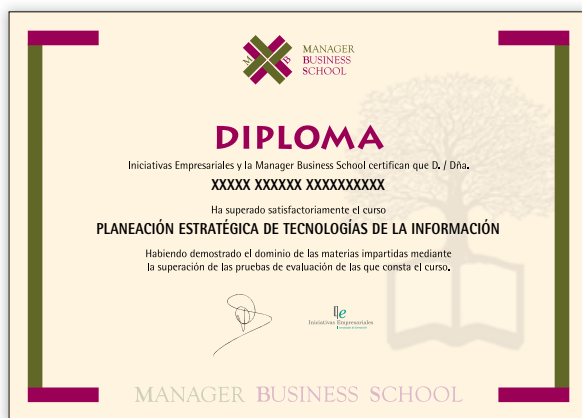 M B
MANAGER
BUSINESS
SCHOOL
DIPLOMA
Iniciativas Empresariales y la Manager Business School certifican que D. / Dña.
XXXXX XXXXXX XXXXXXXXXX
Ha superado satisfactoriamente el curso
PLANEACIÓN ESTRATÉGICA DE TECNOLOGÍAS DE LA INFORMACIÓN
Habiendo demostrado el dominio de las materias impartidas mediante
la superación de las pruebas de evaluación de las que consta el curso.
Iniciativas Empresariales
MANAGER BUSINESS SCHOOL